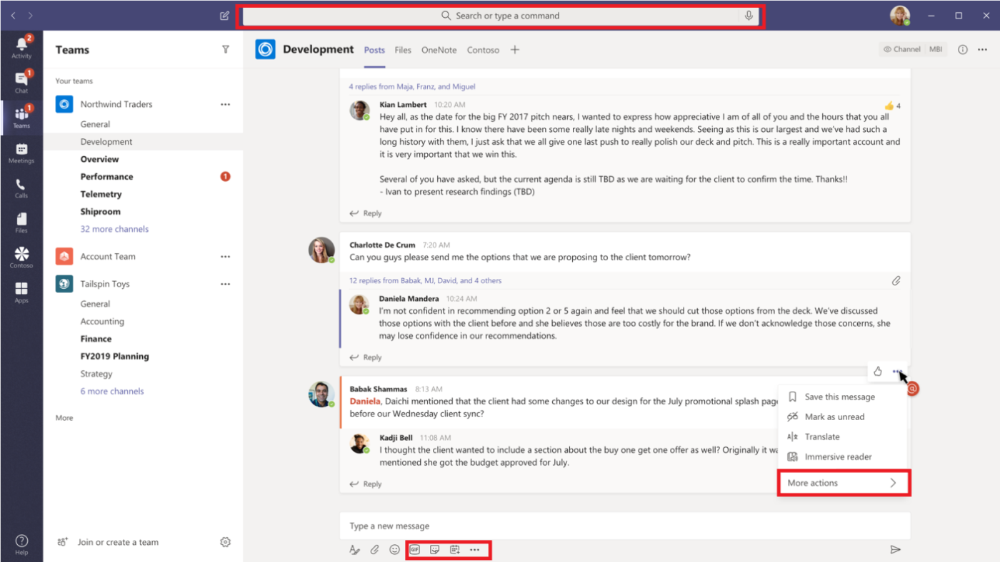 Search or type a command
2
Activity
1
Chat
1
Teams
Meetings
Calls
Files
Contoso
Apps
Help
Teams
Your teams
Northwind Traders
General
Development
Overview
Performance 1
Telemetry
Shiproom
32 more channels
Account Team
Tailspin Toys
General
Accounting
Finance
FY2019 Planning
Strategy
6 more channels
More
Join or create a team
Development Posts Files OneNote Contoso
Channel MBI
4 replies from Maja, Franz, and Miguel
Kian Lambert 10:20 AM 4
Hey all, as the date for the big FY 2017 pitch nears, I wanted to express how appreciative I am of all of you and the hours that you all
have put in for this. I know there have been some really late nights and weekends. Seeing as this is our largest and we've had such a
long history with them, I just ask that we all give one last push to really polish our deck and pitch. This is a really important account and
it is very important that we win this.
Several of you have asked, but the current agenda is still TBD as we are waiting for the client to confirm the time. Thanks!!
- Ivan to present research findings (TBD)
Reply
Charlotte De Crum 7:20 AM
Can you guys please send me the options that we are proposing to the client tomorrow?
12 replies from Babak, MJ, David, and 4 others
Daniela Mandera 10:24 AM
I'm not confident in recommending option 2 or 5 again and feel that we should cut those options from the deck. We've discussed
those options with the client before and she believes those are too costly for the brand. If we don't acknowledge those concerns, she
may lose confidence in our recommendations.
Reply
Babak Shammas 8:13 AM
Daniela, Daichi mentioned that the client had some changes to our design for the July promotional splash pag
before our Wednesday client sync?
Kadji Bell 11:08 AM
I thought the client wanted to include a section about the buy one get one offer as well? Originally it wa
mentioned she got the budget approved for July.
Reply
@
Save this message
Mark as unread
Translate
Immersive reader
More actions
Type a new message
GIF